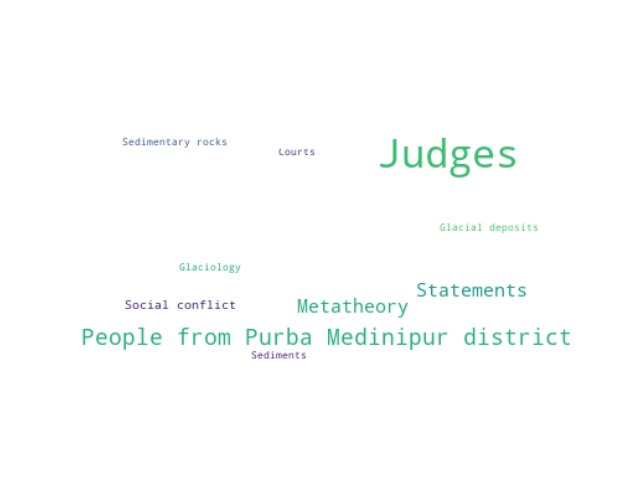 Sedimentary rocks
Courts
Judges
Glacial deposits
Glaciology
Statements
Social conflict
Metatheory
People from Purba Medinipur district
Sediments